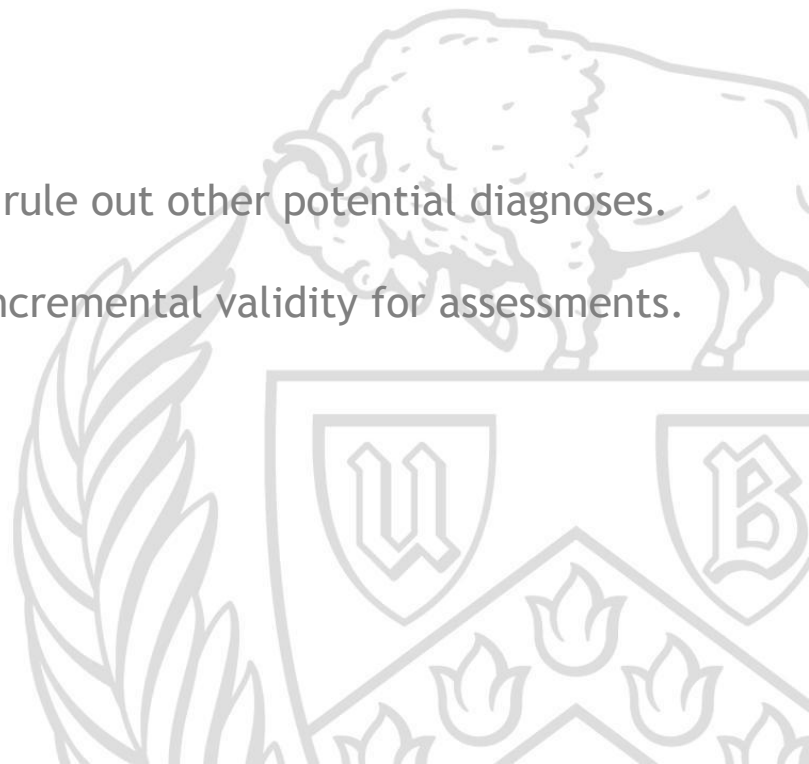 rule out other potential diagnoses.
ncremental validity for assessments.
U B